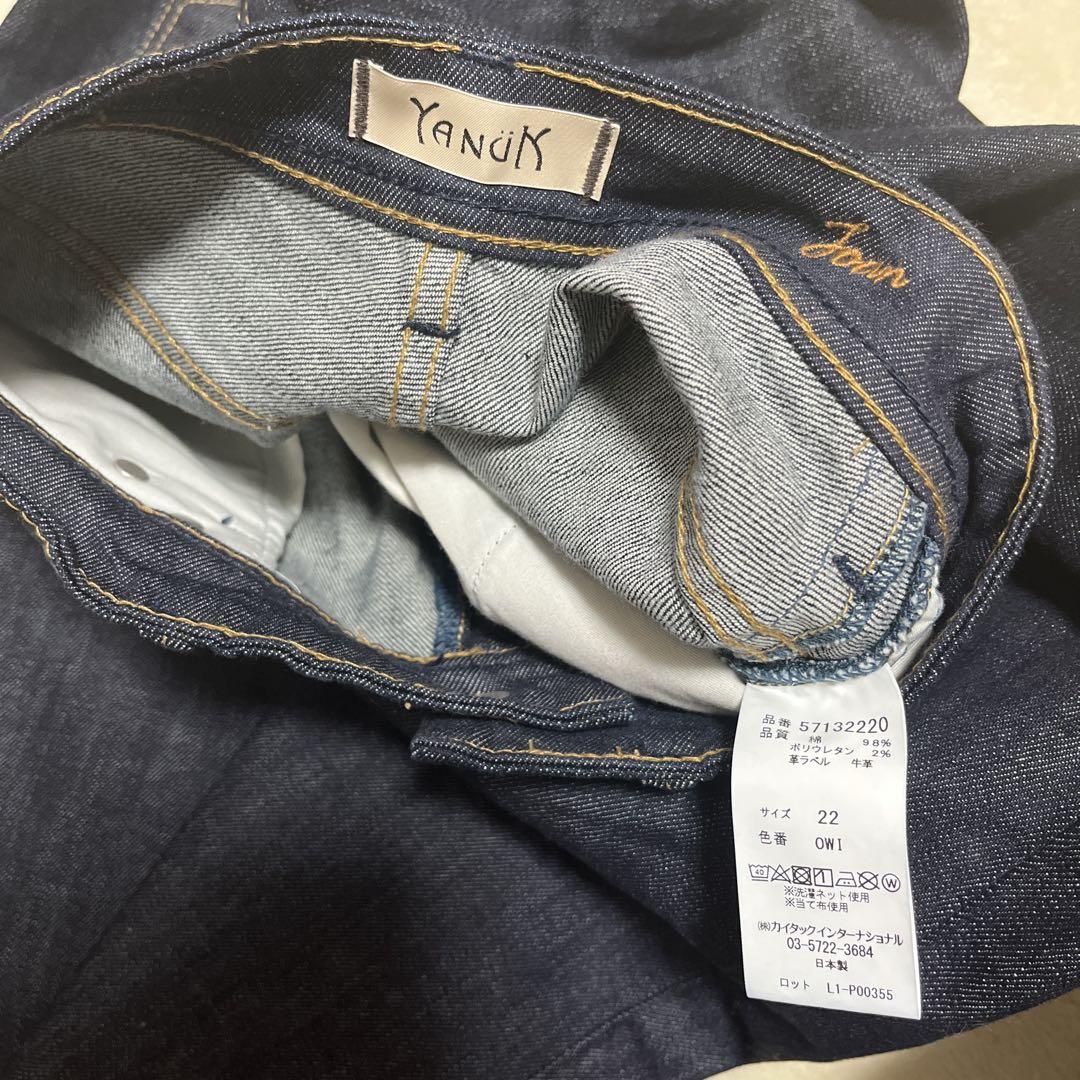 YANÜK
Joan
品番 57132220
品質 綿 98%
ポリウレタン 2%
革ラベル 牛革
サイズ 22
色番 OWI
40 1 W
※洗濯ネット使用
※当て布使用
㈱カイタックインターナショナル
03-5722-3684
日本製
ロット L1-P00355